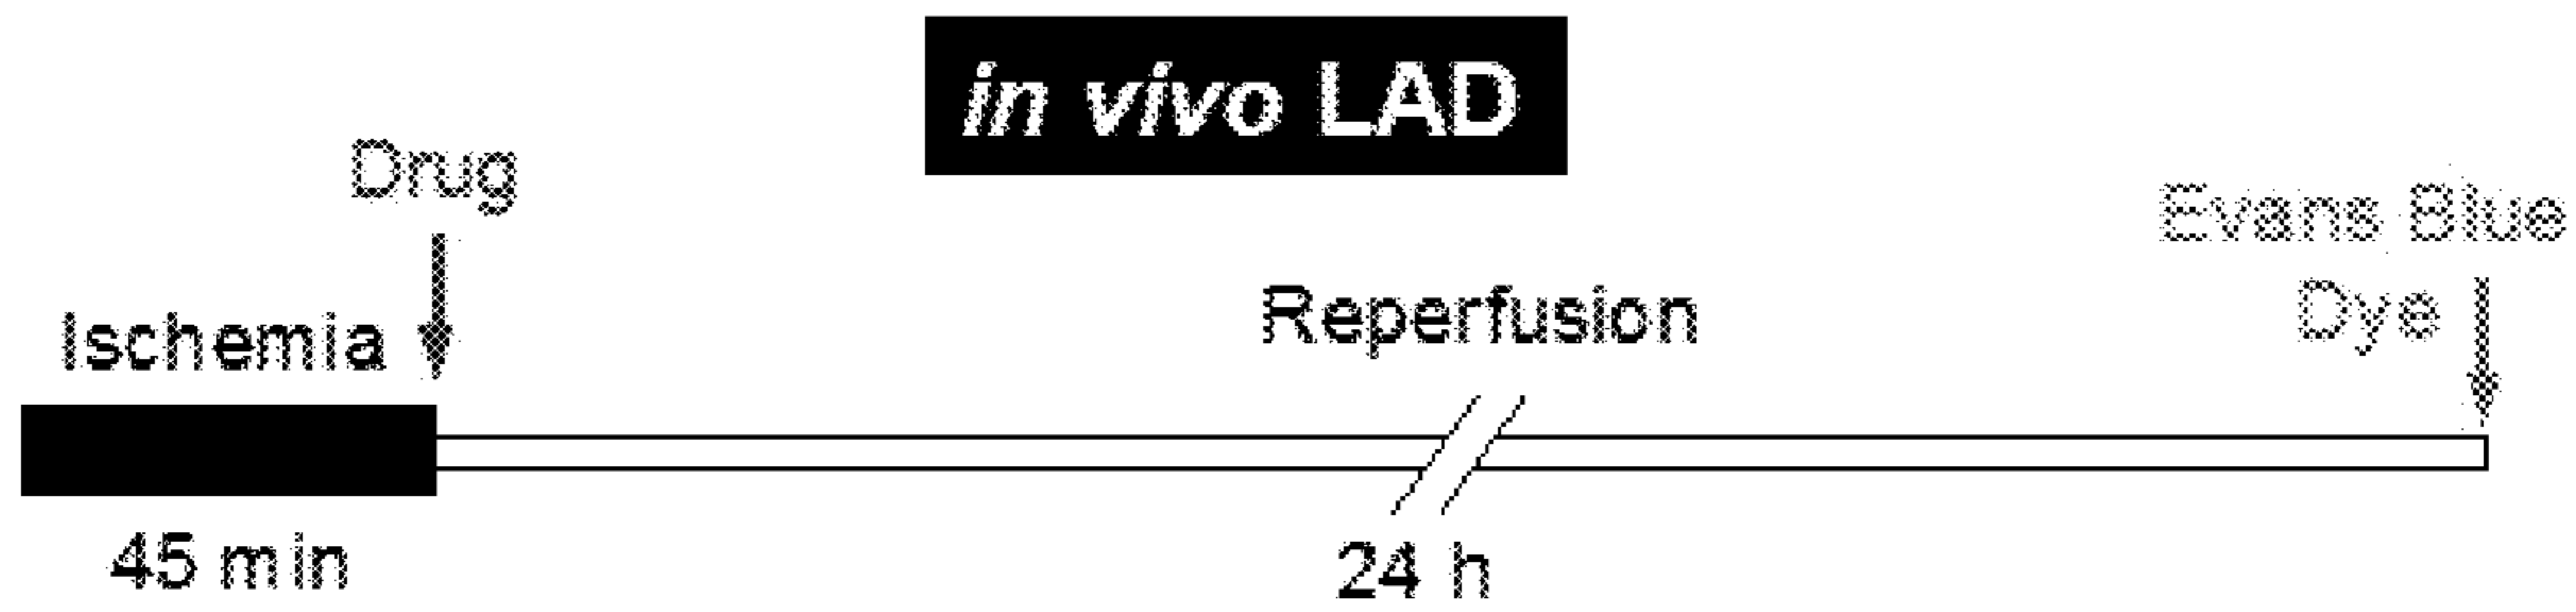 in vivo LAD
Drug
Evans Blue
Dye
Ischemia
Reperfusion
45 min
24 h